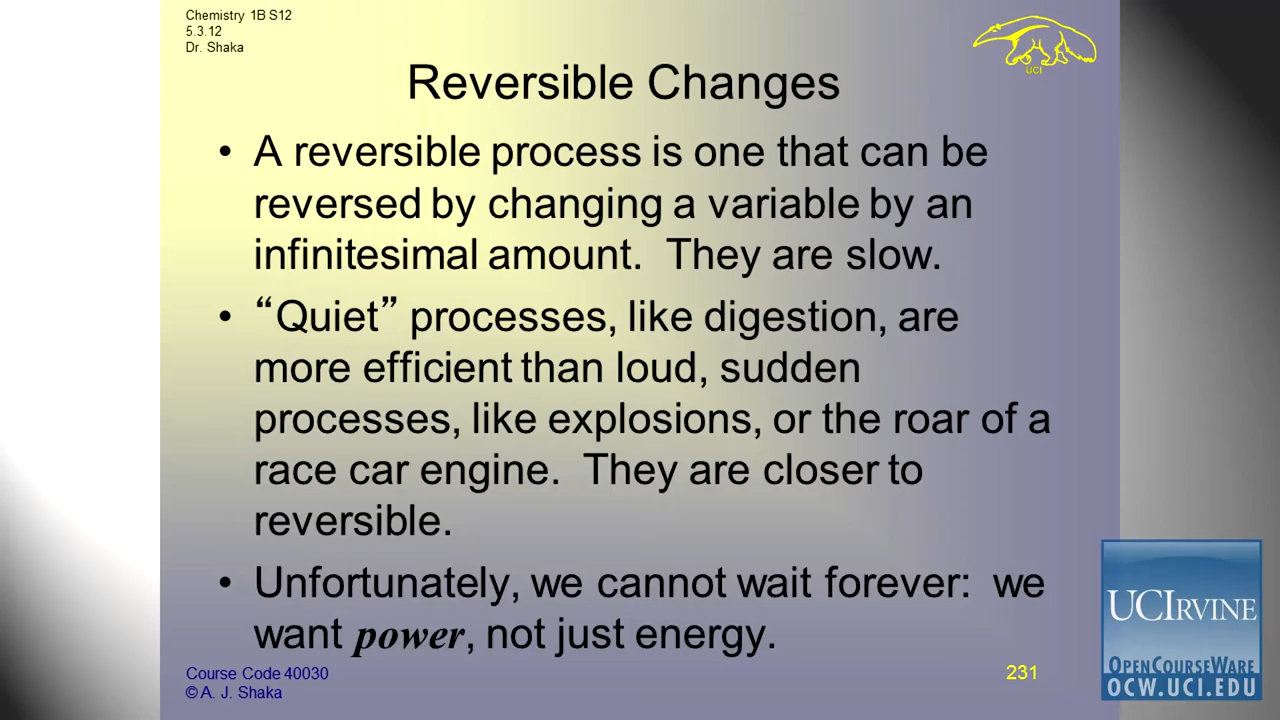 Chemistry 1B S12
5.3.12
Dr. Shaka
UCI
Reversible Changes
• A reversible process is one that can be
reversed by changing a variable by an
infinitesimal amount.  They are slow.
• “Quiet” processes, like digestion, are
more efficient than loud, sudden
processes, like explosions, or the roar of a
race car engine.  They are closer to
reversible.
• Unfortunately, we cannot wait forever:  we
want power, not just energy.
Course Code 40030
© A. J. Shaka
231
UCIRVINE
OPENCOURSEWARE
OCW.UCI.EDU